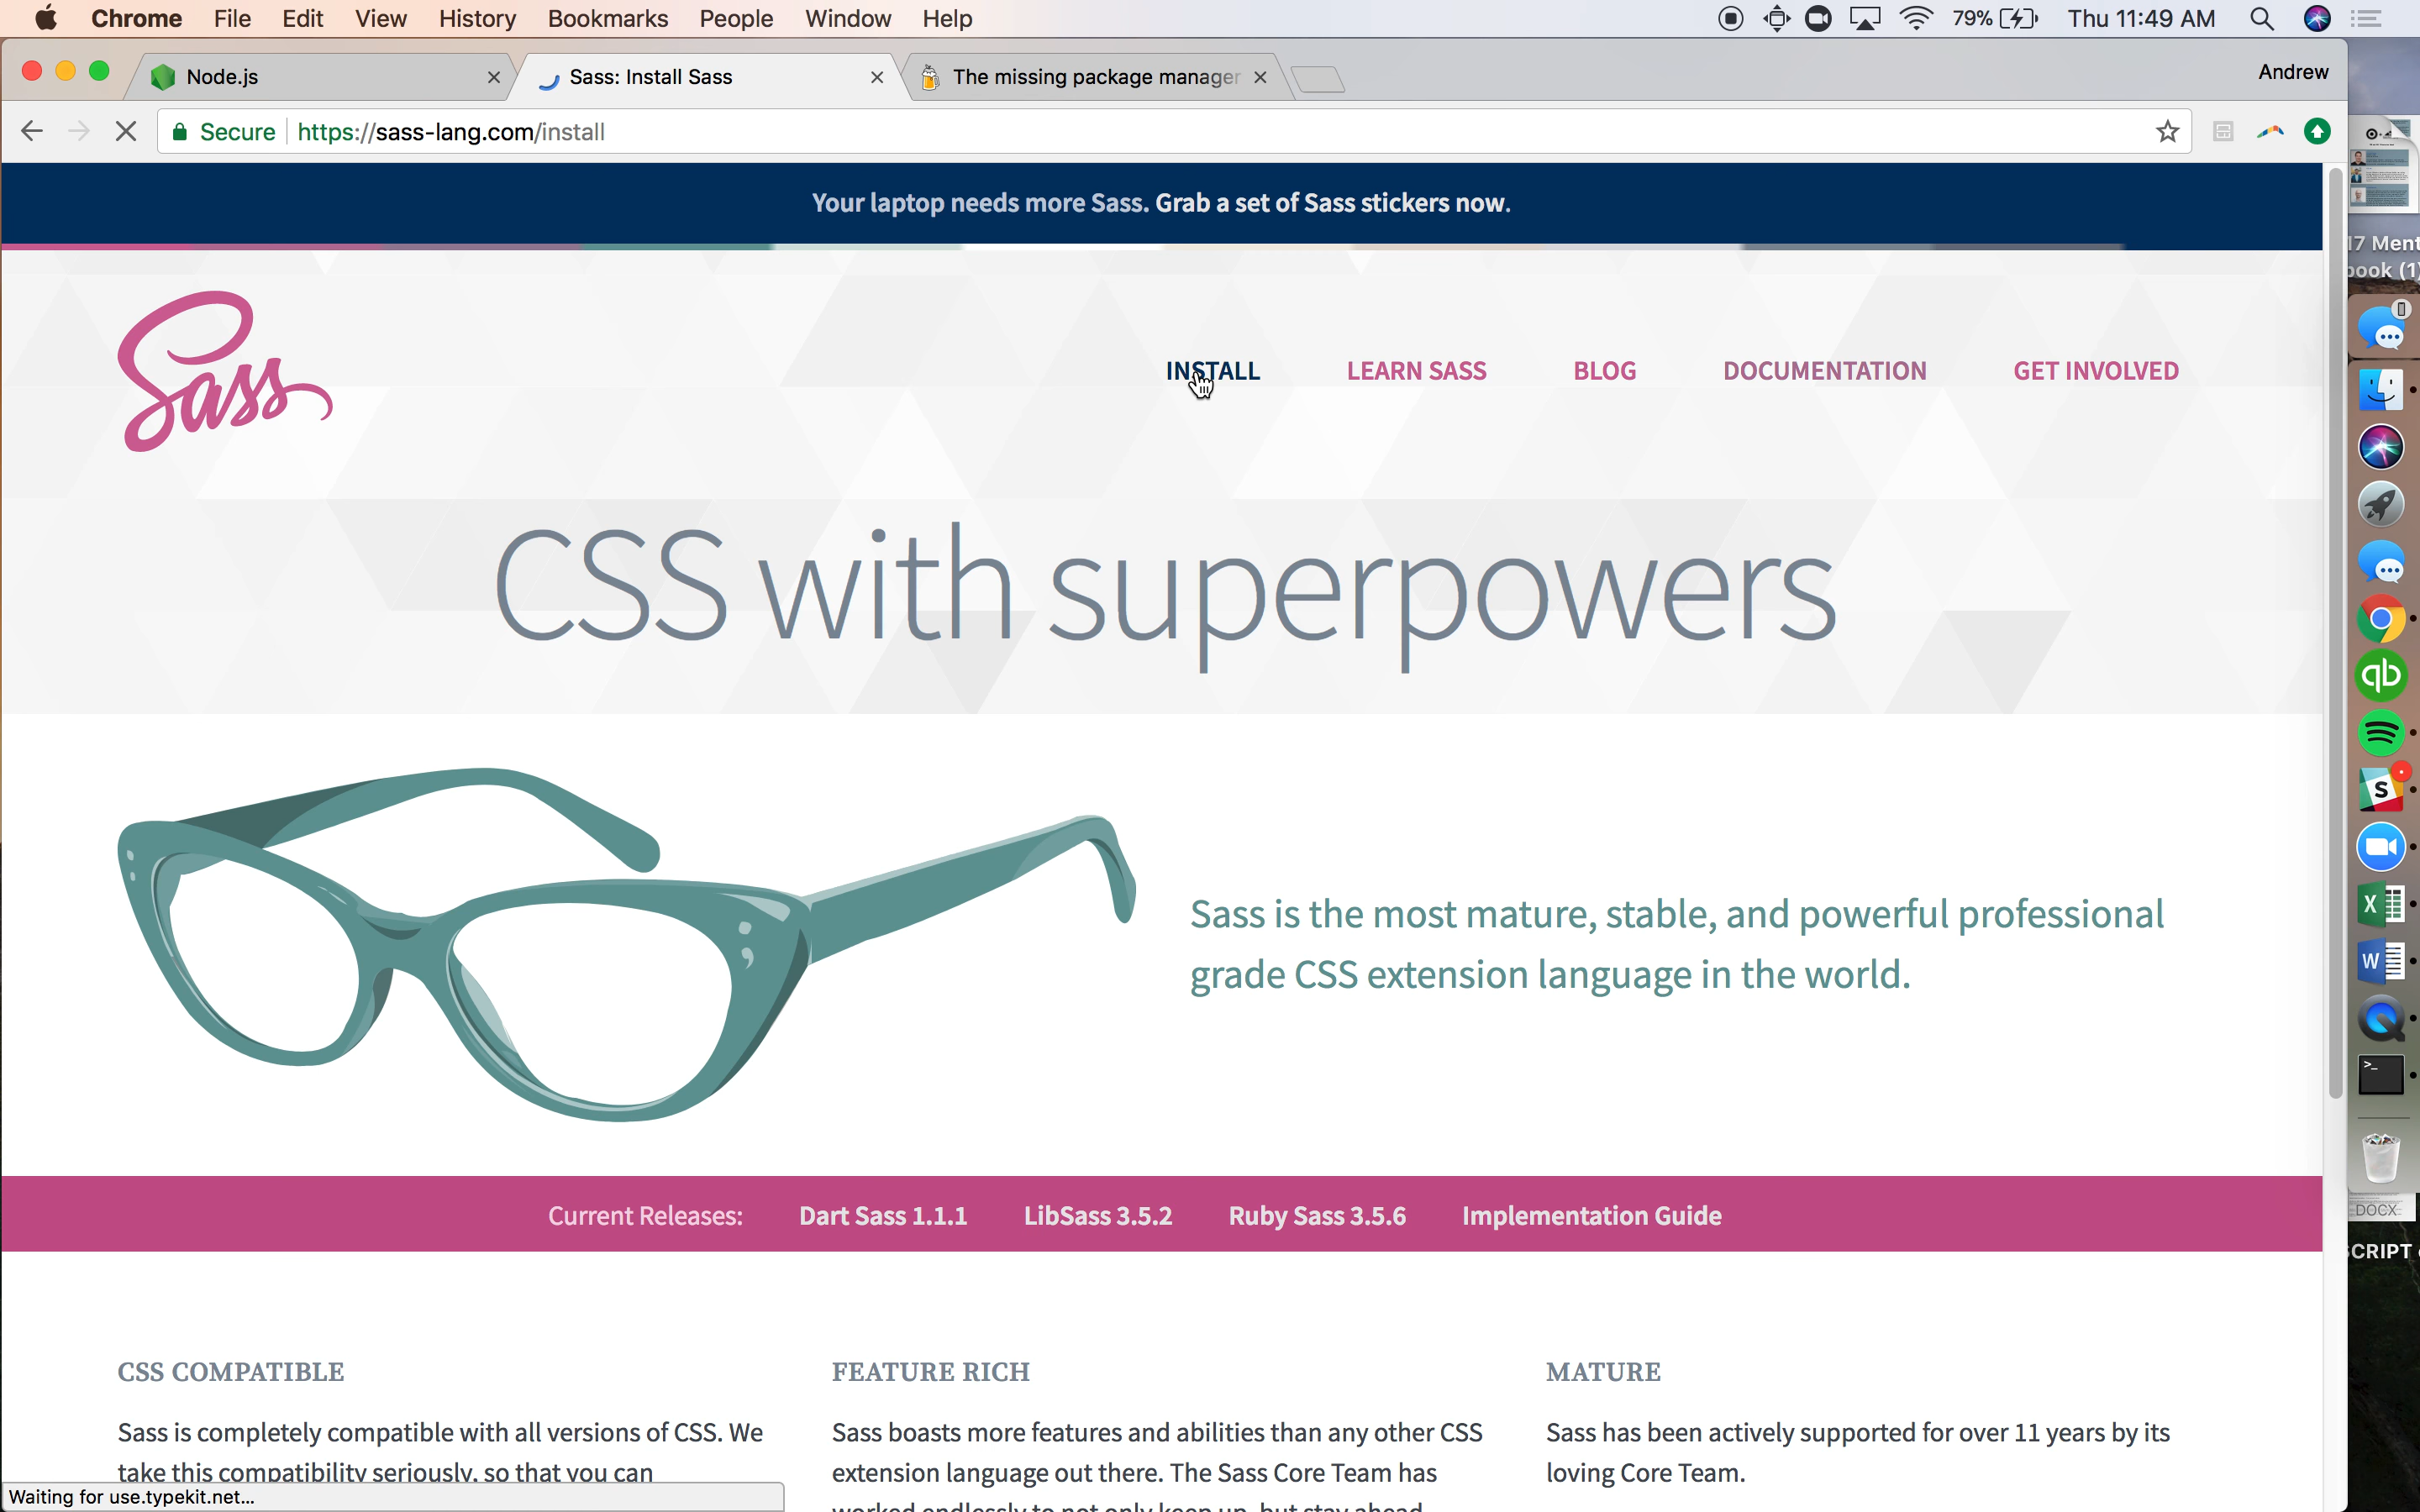 Chrome File Edit View History Bookmarks People Window Help 79% Thu 11:49 AM
Node.js Sass: Install Sass The missing package manager Andrew
Secure https://sass-lang.com/install
Your laptop needs more Sass. Grab a set of Sass stickers now.
Sass
INSTALL LEARN SASS BLOG DOCUMENTATION GET INVOLVED
CSS with superpowers
Sass is the most mature, stable, and powerful professional
grade CSS extension language in the world.
Current Releases: Dart Sass 1.1.1 LibSass 3.5.2 Ruby Sass 3.5.6 Implementation Guide
CSS COMPATIBLE
Sass is completely compatible with all versions of CSS. We
take this compatibility seriously, so that you can
FEATURE RICH
Sass boasts more features and abilities than any other CSS
extension language out there. The Sass Core Team has
worked endlessly to not only keep up, but stay ahead.
MATURE
Sass has been actively supported for over 11 years by its
loving Core Team.
Waiting for use.typekit.net...
17 Ment
book (1)
qb
S
X
W
>_
DOCX
SCRIPT